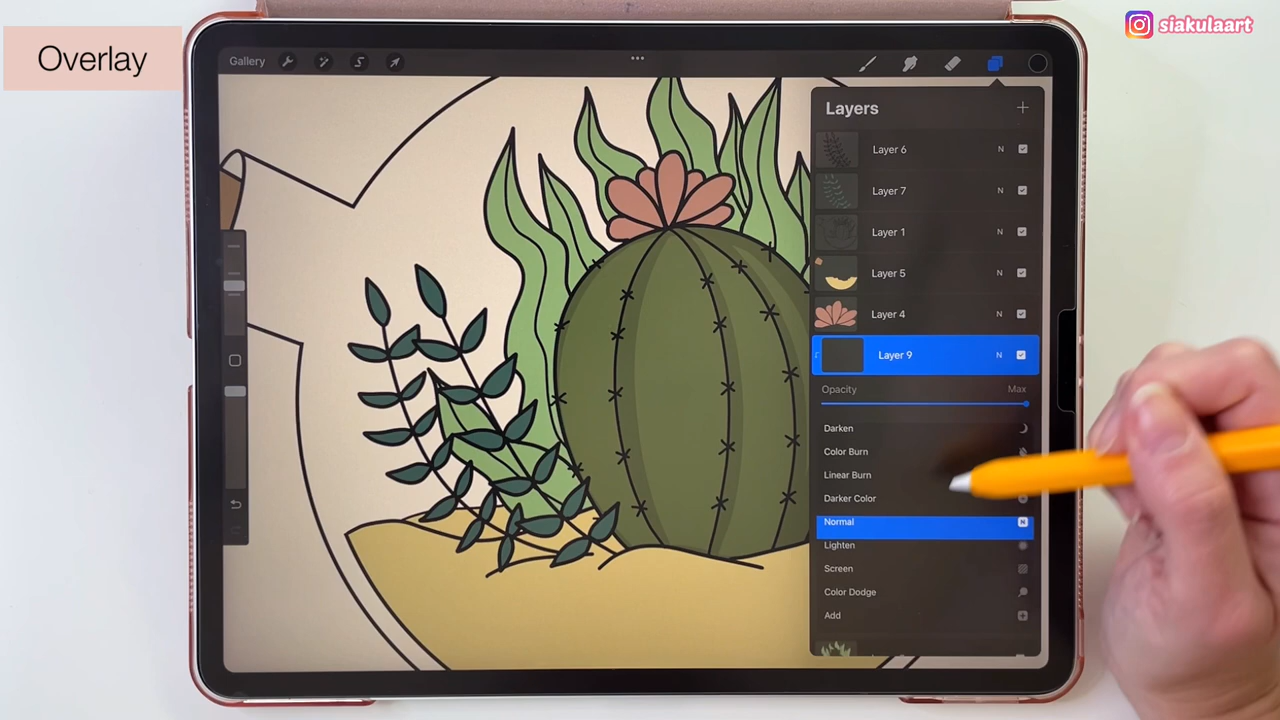 Overlay
siakulaart
Gallery
Layers
Layer 6 N
Layer 7 N
Layer 1 N
Layer 5 N
Layer 4 N
Layer 9 N
Opacity Max
Darken
Color Burn
Linear Burn
Darker Color
Normal N
Lighten
Screen
Color Dodge
Add